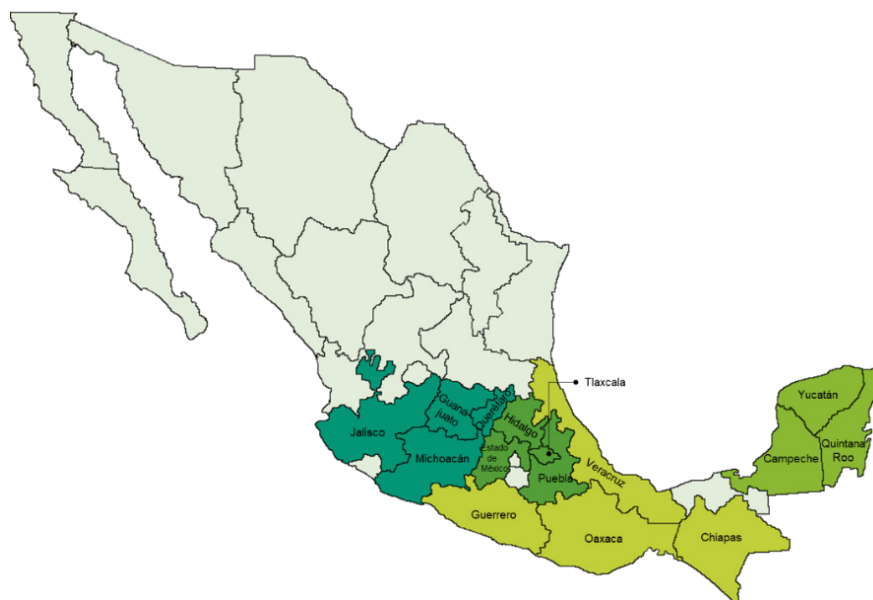 Tlaxcala
Yucatán
Guana-
juato
Querétaro
Hidalgo
Jalisco
Quintana
Roo
Estado
de
México
Michoacán
Campeche
Veracruz
Puebla
Guerrero
Oaxaca
Chiapas